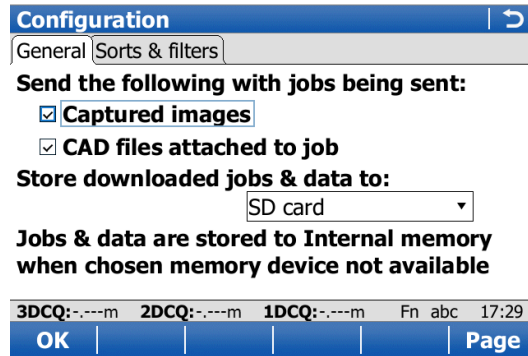 Configuration
General Sorts & filters
Send the following with jobs being sent:
Captured images
CAD files attached to job
Store downloaded jobs & data to:
SD card
Jobs & data are stored to Internal memory
when chosen memory device not available
3DCQ:-.---m 2DCQ:-.---m 1DCQ:-.---m Fn abc 17:29
OK Page